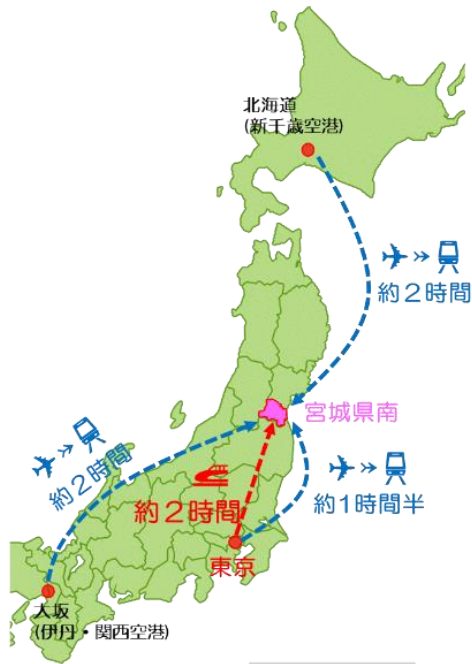 北海道
(新千歳空港)
約2時間
宮城県南
約2時間
約2時間
約1時間半
東京
大坂
(伊丹・関西空港)